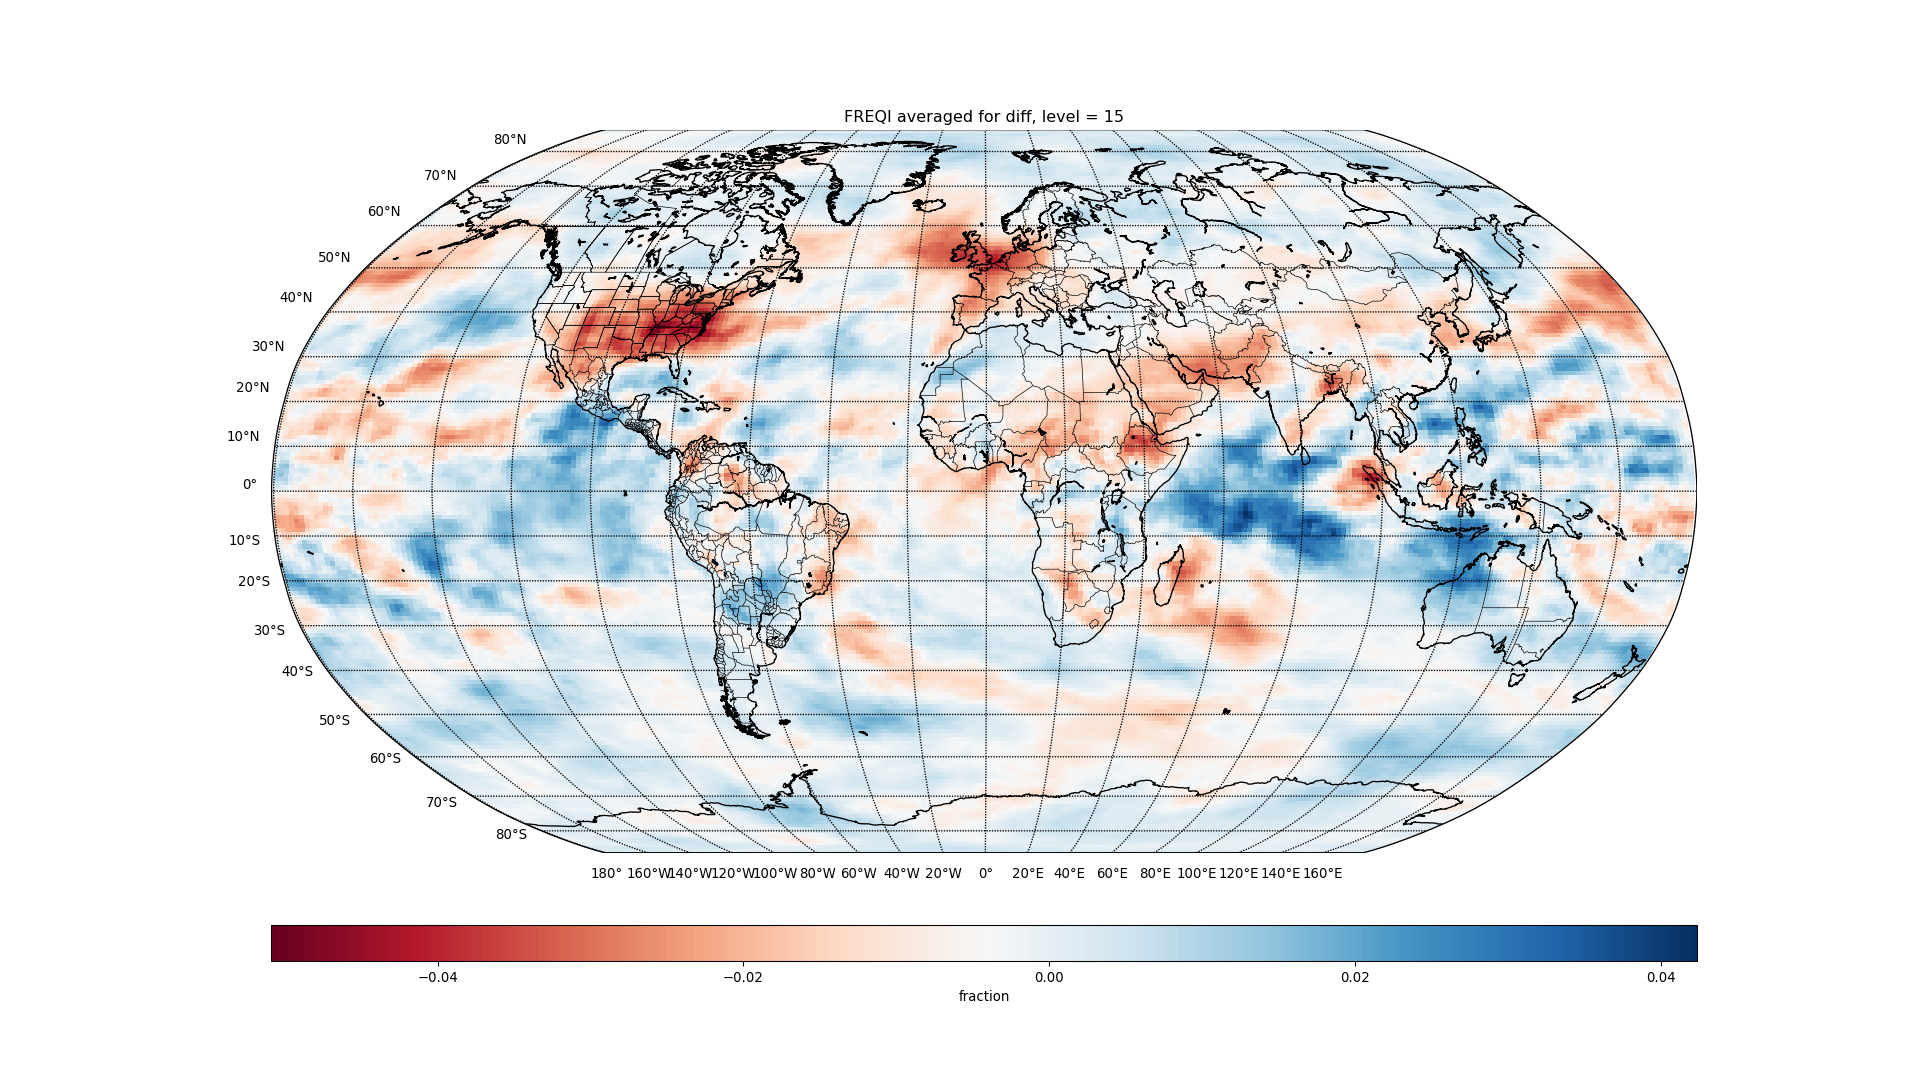 FREQI averaged for diff, level = 15
80°N
70°N
60°N
50°N
40°N
30°N
20°N
10°N
0°
10°S
20°S
30°S
40°S
50°S
60°S
70°S
80°S
180° 160°W 140°W 120°W 100°W 80°W 60°W 40°W 20°W 0° 20°E 40°E 60°E 80°E 100°E 120°E 140°E 160°E
−0.04 −0.02 0.00 0.02 0.04
fraction